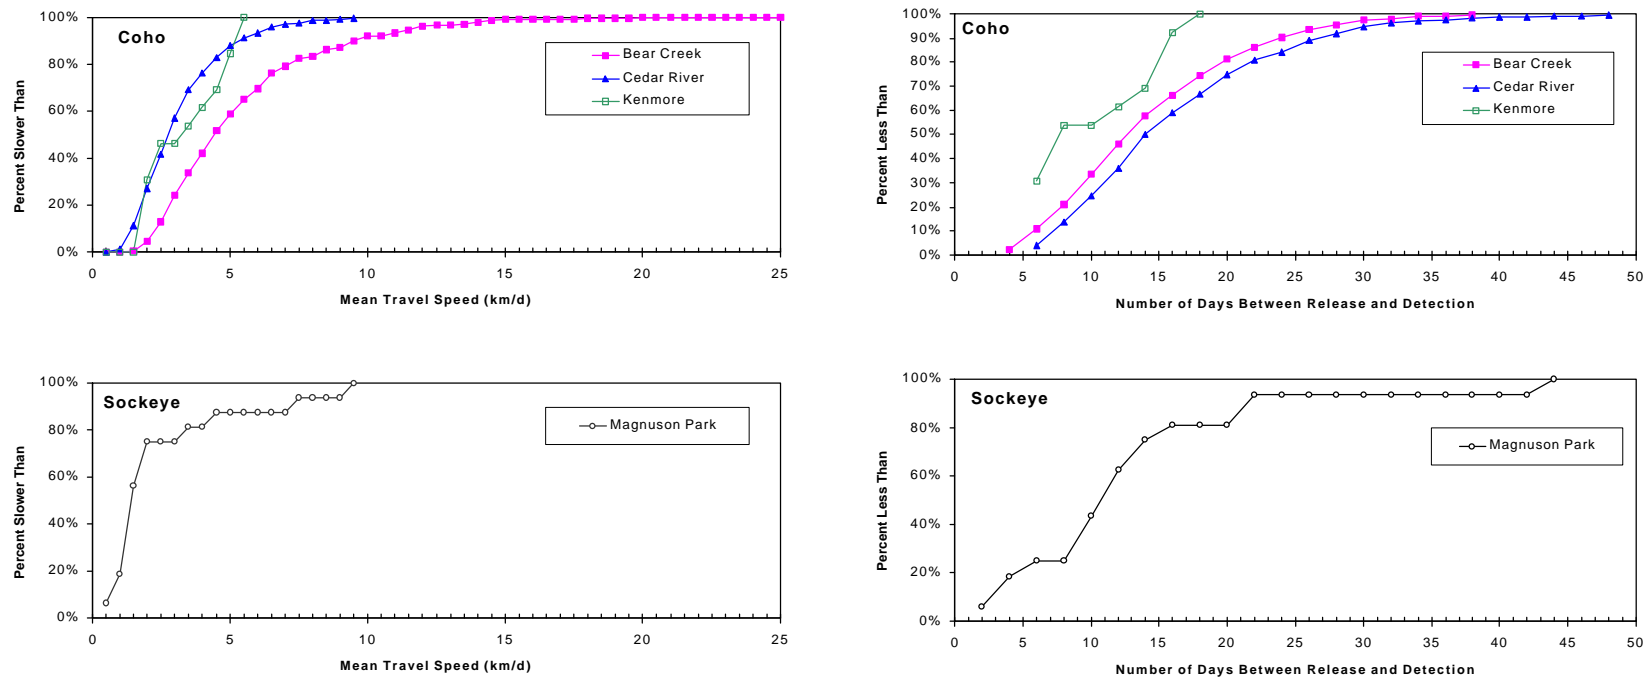 100%
80%
60%
40%
20%
0%
Percent Slower Than
Coho
Bear Creek
Cedar River
Kenmore
0 5 10 15 20 25
Mean Travel Speed (km/d)
100%
90%
80%
70%
60%
50%
40%
30%
20%
10%
0%
Percent Less Than
Coho
Bear Creek
Cedar River
Kenmore
0 5 10 15 20 25 30 35 40 45 50
Number of Days Between Release and Detection
100%
80%
60%
40%
20%
0%
Percent Slower Than
Sockeye
Magnuson Park
0 5 10 15 20 25
Mean Travel Speed (km/d)
100%
80%
60%
40%
20%
0%
Percent Less Than
Sockeye
Magnuson Park
0 5 10 15 20 25 30 35 40 45 50
Number of Days Between Release and Detection